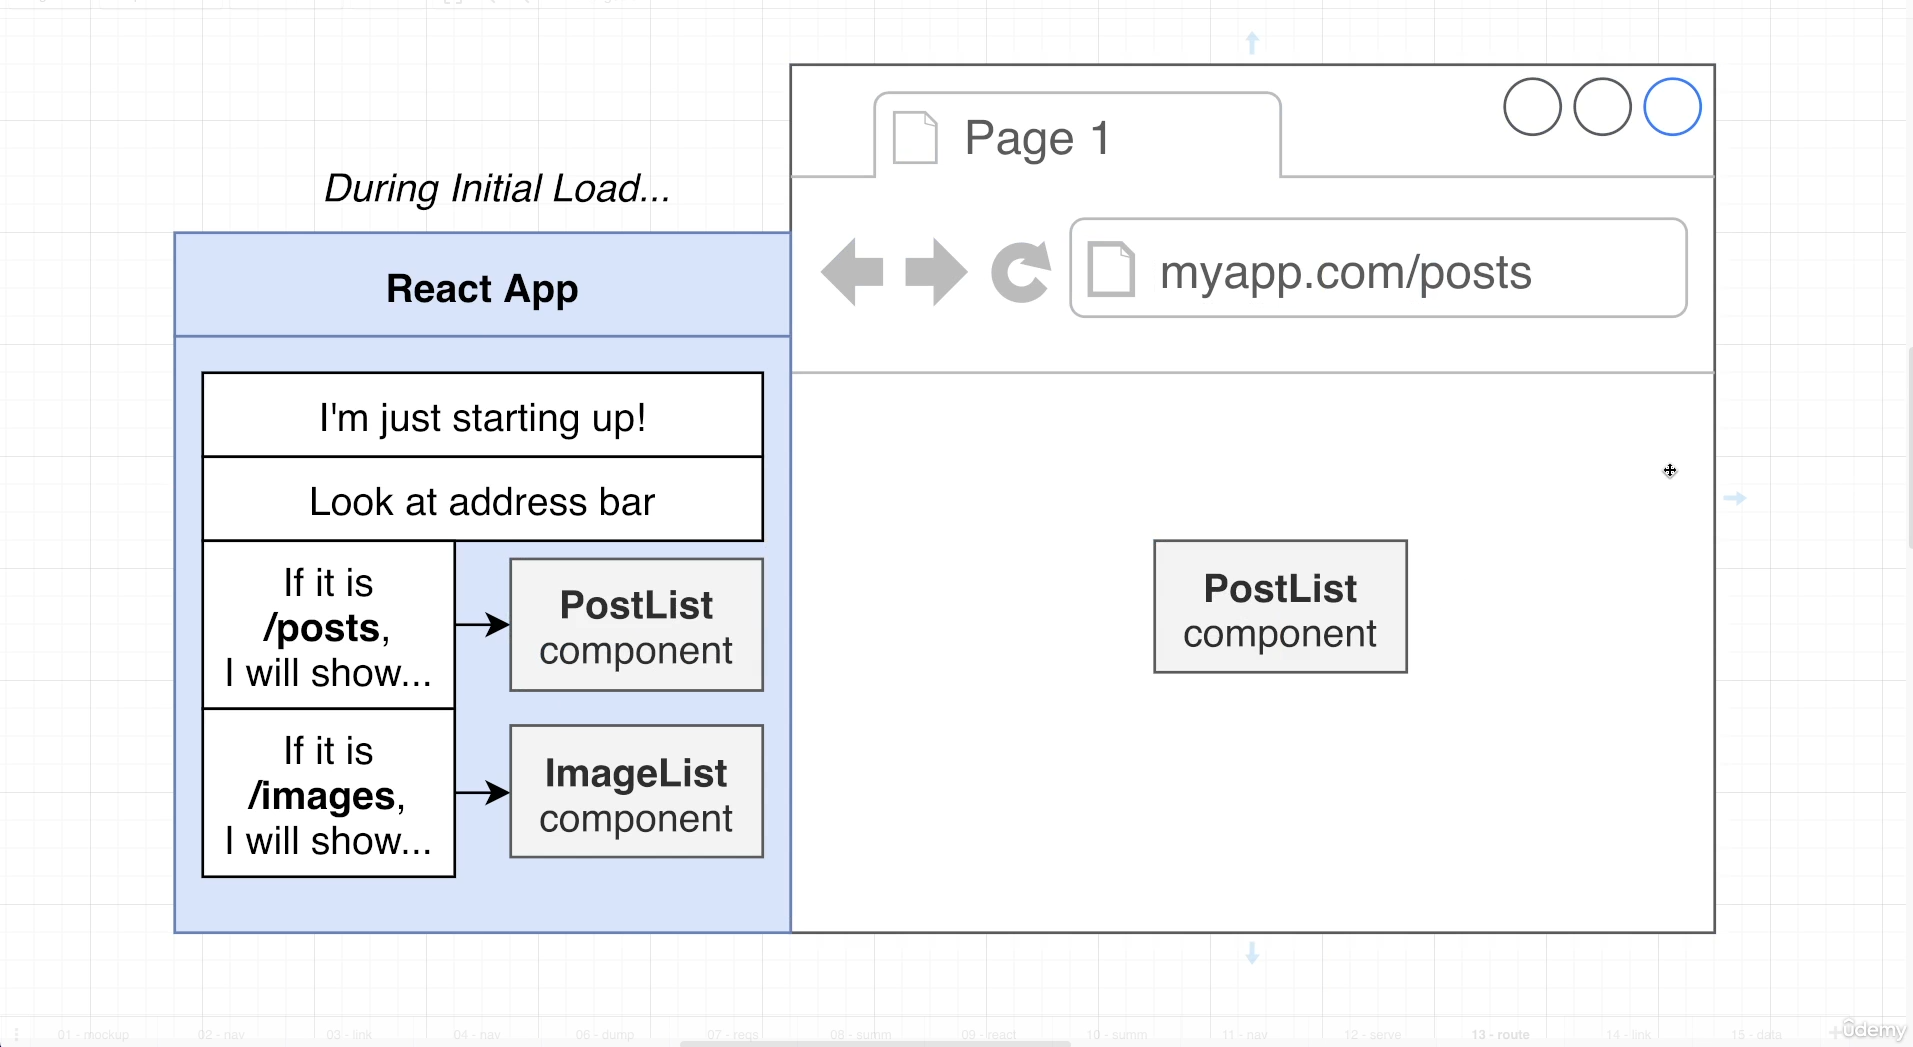 During Initial Load...
React App
I'm just starting up!
Look at address bar
If it is
/posts,
I will show...
PostList
component
If it is
/images,
I will show...
ImageList
component
Page 1
myapp.com/posts
PostList
component
01 - mockup
02 - nav
03 - link
04 - nav
06 - dump
07 - reqs
08 - summ
09 - react
10 - summ
11 - nav
12 - serve
13 - route
14 - link
15 - data
ûdemy